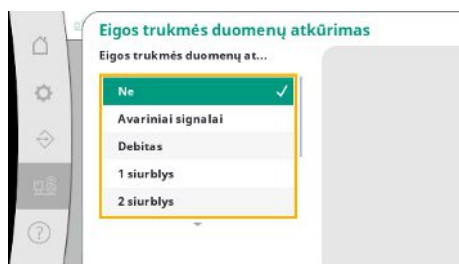 Eigos trukmės duomenų atkūrimas
Eigos trukmės duomenų at...
Ne
Avariniai signalai
Debitas
1 siurblys
2 siurblys